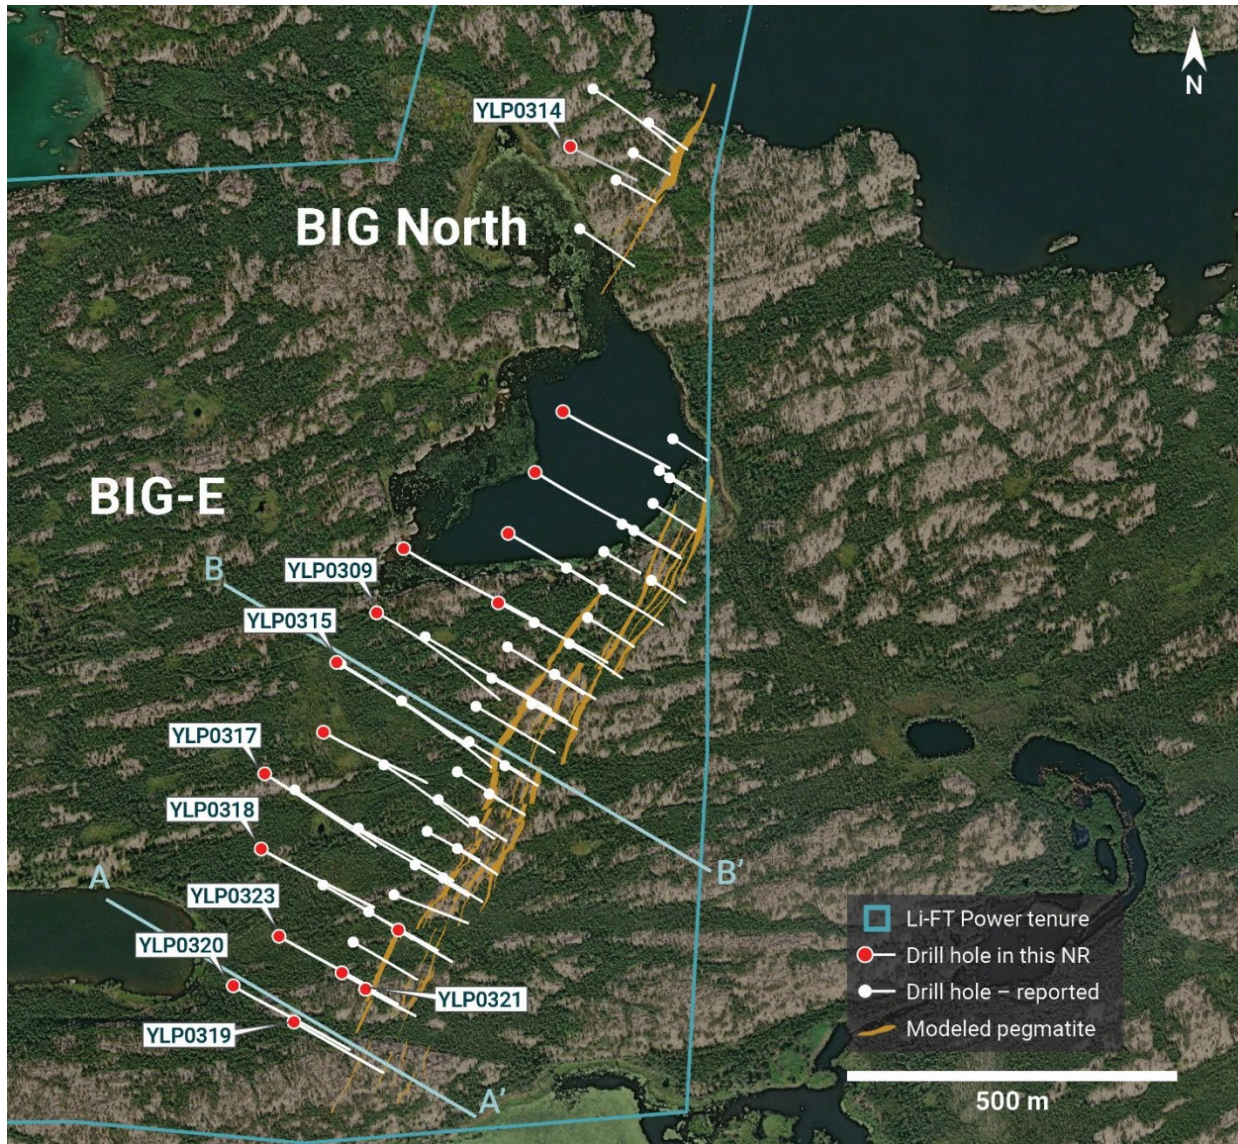 YLP0314
N
BIG North
BIG-E
B
YLP0309
YLP0315
YLP0317
YLP0318
A
B'
YLP0323
YLP0320
YLP0321
YLP0319
A'
Li-FT Power tenure
Drill hole in this NR
Drill hole – reported
Modeled pegmatite
500 m